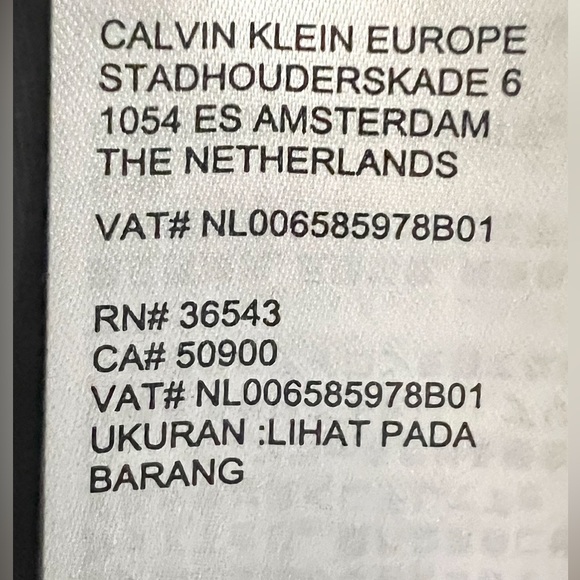 CALVIN KLEIN EUROPE
STADHOUDERSKADE 6
1054 ES AMSTERDAM
THE NETHERLANDS
VAT# NL006585978B01
RN# 36543
CA# 50900
VAT# NL006585978B01
UKURAN :LIHAT PADA
BARANG